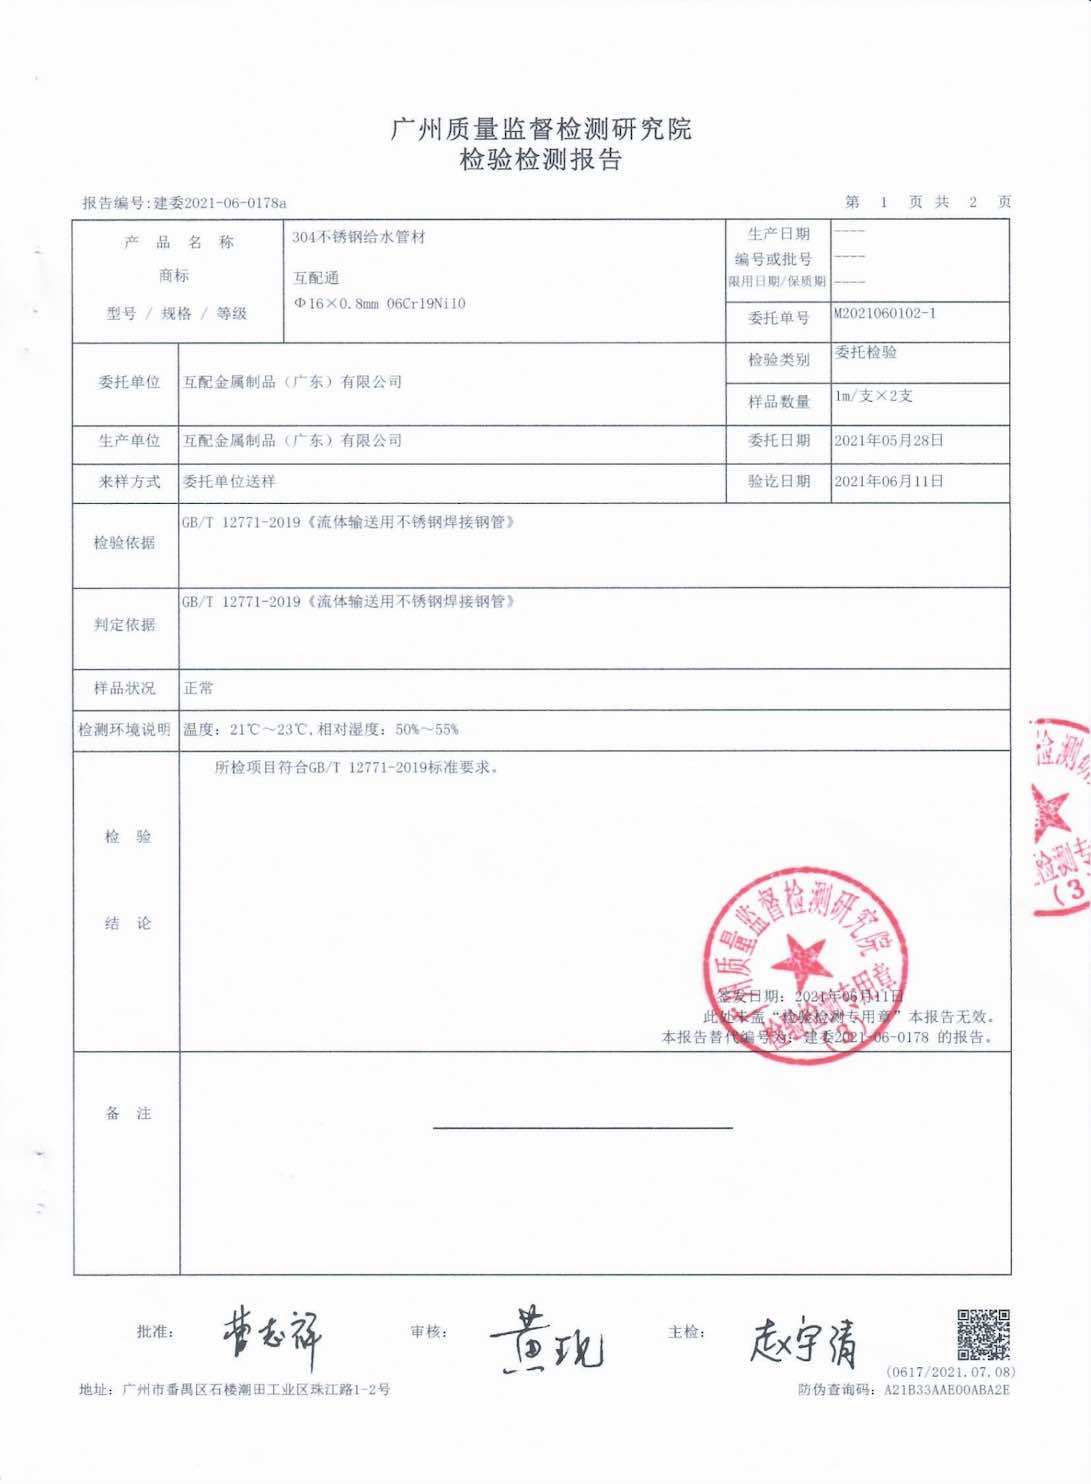 广州质量监督检测研究院
检验检测报告
报告编号:建委2021-06-0178a
第 1 页 共 2 页
产品名称
304不锈钢给水管材
商标
互配通
型号 / 规格 / 等级
Φ16×0.8mm 06Cr19Ni10
生产日期
----
编号或批号
----
限用日期/保质期
----
委托单号
M2021060102-1
委托单位
互配金属制品（广东）有限公司
检验类别
委托检验
样品数量
1m/支×2支
生产单位
互配金属制品（广东）有限公司
委托日期
2021年05月28日
来样方式
委托单位送样
验讫日期
2021年06月11日
检验依据
GB/T 12771-2019《流体输送用不锈钢焊接钢管》
判定依据
GB/T 12771-2019《流体输送用不锈钢焊接钢管》
样品状况
正常
检测环境说明
温度：21℃～23℃,相对湿度：50%～55%
检验
结论
所检项目符合GB/T 12771-2019标准要求。
广州质量监督检测研究院
检验检测专用章
(3)
签发日期：2021年06月11日
此处未盖“检验检测专用章”本报告无效。
本报告替代编号为：建委2021-06-0178 的报告。
检测研
检测专
(3
备注
批准：
曹志祥
审核：
黄现
主检：
赵宇清
(0617/2021.07.08)
地址：广州市番禺区石楼潮田工业区珠江路1-2号
防伪查询码：A21B33AAE00ABA2E